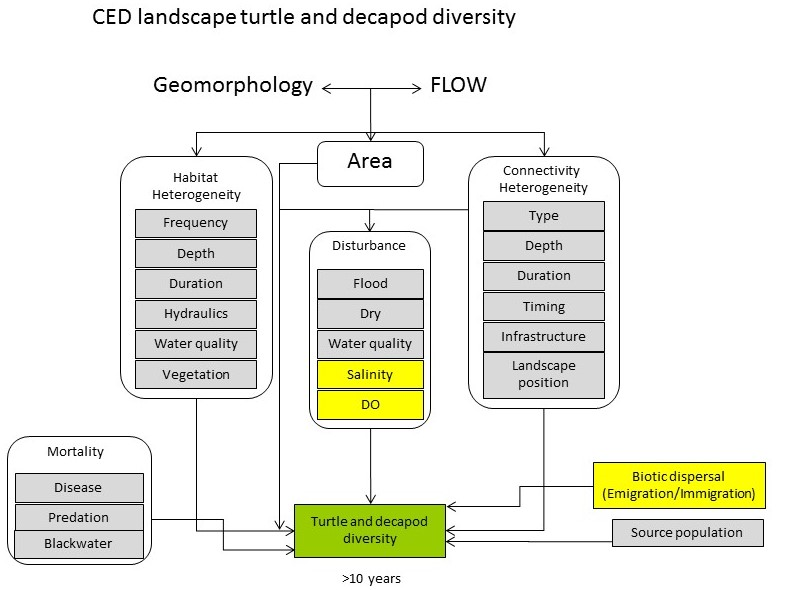 CED landscape turtle and decapod diversity
Geomorphology
FLOW
Area
Habitat
Heterogeneity
Frequency
Depth
Duration
Hydraulics
Water quality
Vegetation
Disturbance
Flood
Dry
Water quality
Salinity
DO
Connectivity
Heterogeneity
Type
Depth
Duration
Timing
Infrastructure
Landscape
position
Mortality
Disease
Predation
Blackwater
Turtle and decapod
diversity
Biotic dispersal
(Emigration/Immigration)
Source population
>10 years